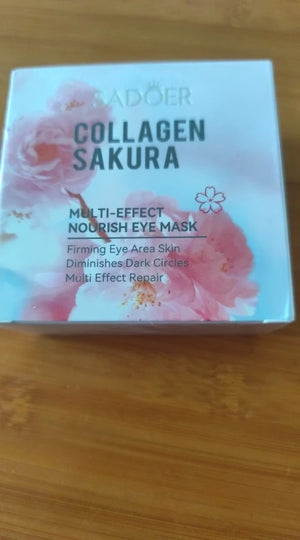 SADOER
COLLAGEN
SAKURA
MULTI-EFFECT
NOURISH EYE MASK
Firming Eye Area Skin
Diminishes Dark Circles
Multi Effect Repair